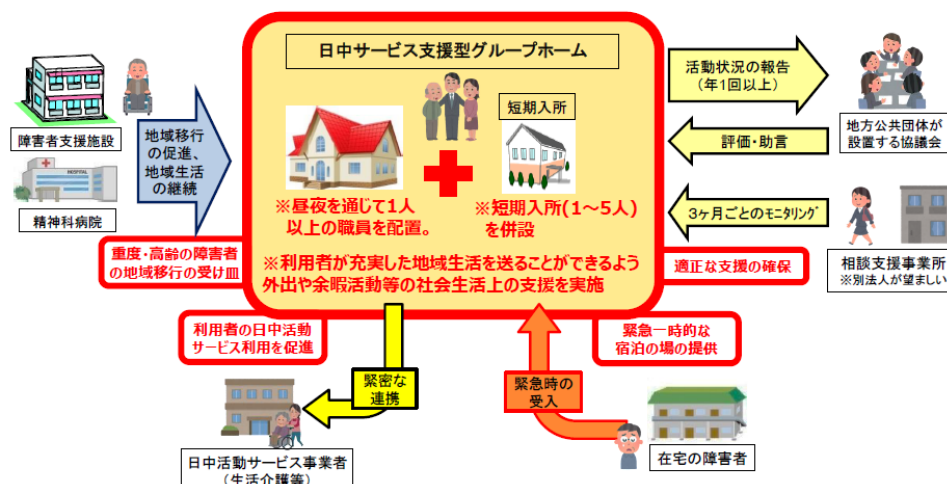 日中サービス支援型グループホーム
短期入所
※昼夜を通じて1人
以上の職員を配置。
※短期入所(1～5人)
を併設
※利用者が充実した地域生活を送ることができるよう
外出や余暇活動等の社会生活上の支援を実施
障害者支援施設
HOSPITAL
精神科病院
地域移行
の促進、
地域生活
の継続
重度・高齢の障害者
の地域移行の受け皿
活動状況の報告
(年1回以上)
評価・助言
地方公共団体が
設置する協議会
3ヶ月ごとのモニタリング
相談支援事業所
※別法人が望ましい
適正な支援の確保
利用者の日中活動
サービス利用を促進
緊密な
連携
日中活動サービス事業者
(生活介護等)
緊急一時的な
宿泊の場の提供
緊急時の
受入
在宅の障害者